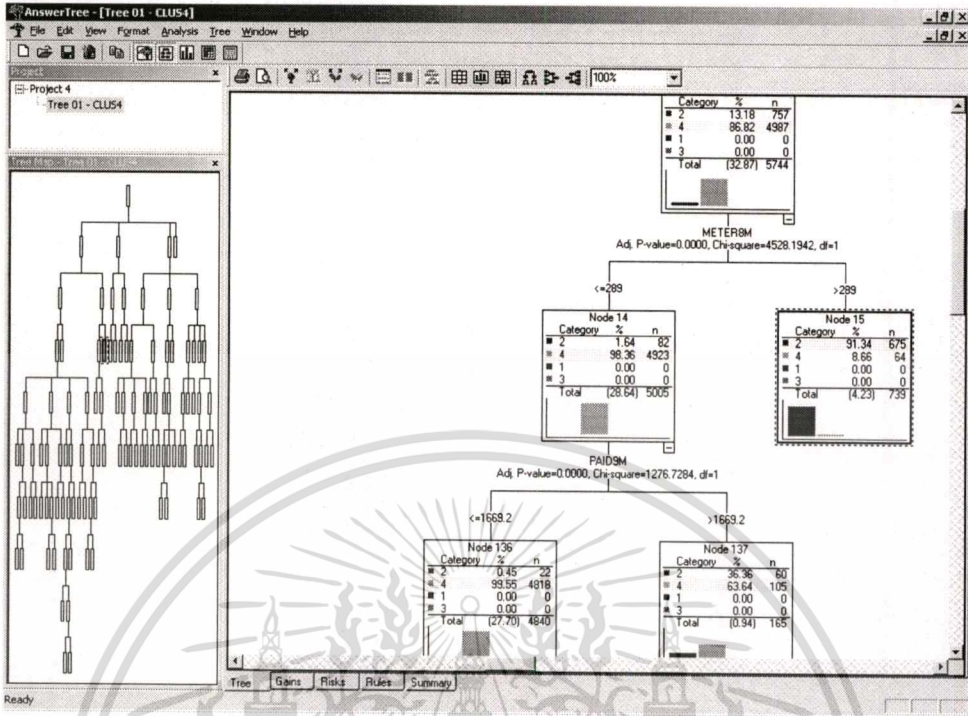 AnswerTree - [Tree 01 - CLUS4]
File Edit View Format Analysis Tree Window Help
100%
Project
Project 4
Tree 01 - CLUS4
Tree Map - Tree 01 - CLUS4
Category % n
2 13.18 757
4 86.82 4987
1 0.00 0
3 0.00 0
Total (32.87) 5744
METER8M
Adj. P-value=0.0000, Chi-square=4528.1942, df=1
<=289
>289
Node 14
Category % n
2 1.64 82
4 98.36 4923
1 0.00 0
3 0.00 0
Total (28.64) 5005
Node 15
Category % n
2 91.34 675
4 8.66 64
1 0.00 0
3 0.00 0
Total (4.23) 739
PAID9M
Adj. P-value=0.0000, Chi-square=1276.7284, df=1
<=1669.2
>1669.2
Node 136
Category % n
2 0.45 22
4 99.55 4818
1 0.00 0
3 0.00 0
Total (27.70) 4840
Node 137
Category % n
2 36.36 60
4 63.64 105
1 0.00 0
3 0.00 0
Total (0.94) 165
Tree Gains Risks Rules Summary
Ready